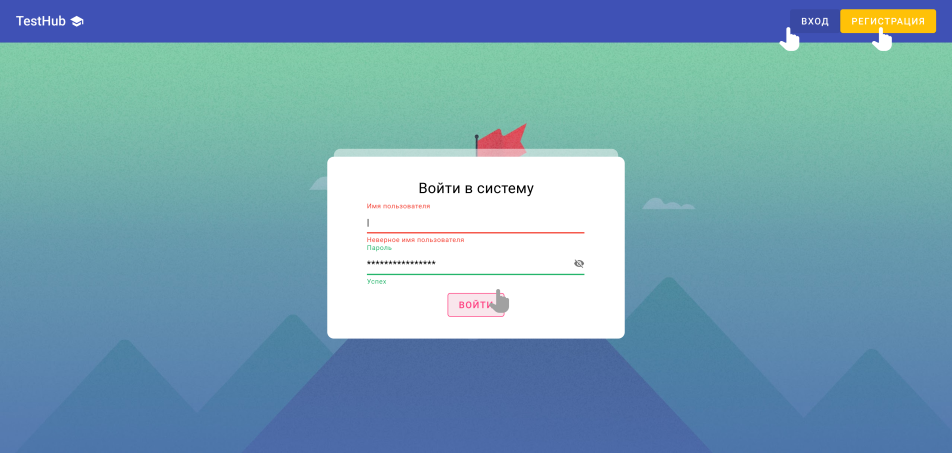 TestHub
ВХОД
РЕГИСТРАЦИЯ
Войти в систему
Имя пользователя
Неверное имя пользователя
Пароль
****************
Успех
ВОЙТИ